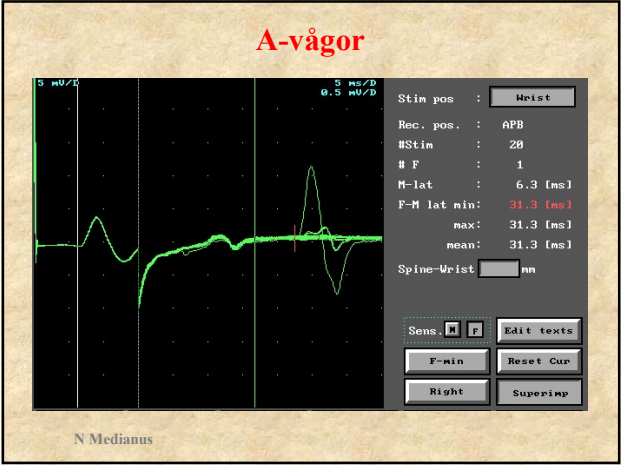 A-vågor
5 mV/D
5 ms/D
0.5 mV/D
Stim pos : Wrist
Rec. pos. : APB
#Stim : 20
# F : 1
M-lat : 6.3 [ms]
F-M lat min: 31.3 [ms]
max: 31.3 [ms]
mean: 31.3 [ms]
Spine-Wrist mm
Sens. M F Edit texts
F-min Reset Cur
Right Superimp
N Medianus